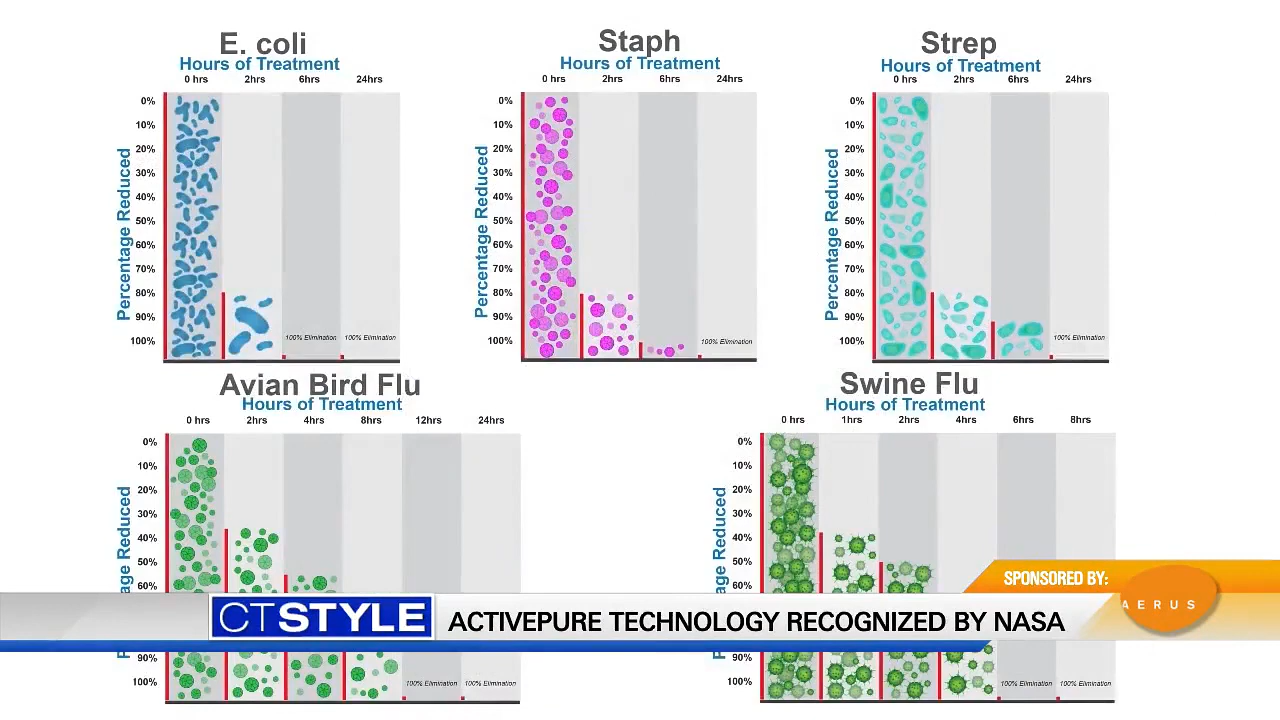 E. coli
Hours of Treatment
0 hrs 2hrs 6hrs 24hrs
Percentage Reduced
0%
10%
20%
30%
40%
50%
60%
70%
80%
90%
100%
100% Elimination 100% Elimination
Staph
Hours of Treatment
0 hrs 2hrs 6hrs 24hrs
Percentage Reduced
0%
10%
20%
30%
40%
50%
60%
70%
80%
90%
100%
100% Elimination
Strep
Hours of Treatment
0 hrs 2hrs 6hrs 24hrs
Percentage Reduced
0%
10%
20%
30%
40%
50%
60%
70%
80%
90%
100%
100% Elimination
Avian Bird Flu
Hours of Treatment
0 hrs 2hrs 4hrs 8hrs 12hrs 24hrs
age Reduced
0%
10%
20%
30%
40%
50%
60%
90%
100%
100% Elimination 100% Elimination
Swine Flu
Hours of Treatment
0 hrs 1hrs 2hrs 4hrs 6hrs 8hrs
age Reduced
0%
10%
20%
30%
40%
50%
60%
90%
100%
100% Elimination 100% Elimination
SPONSORED BY:
AERUS
CTSTYLE
ACTIVEPURE TECHNOLOGY RECOGNIZED BY NASA